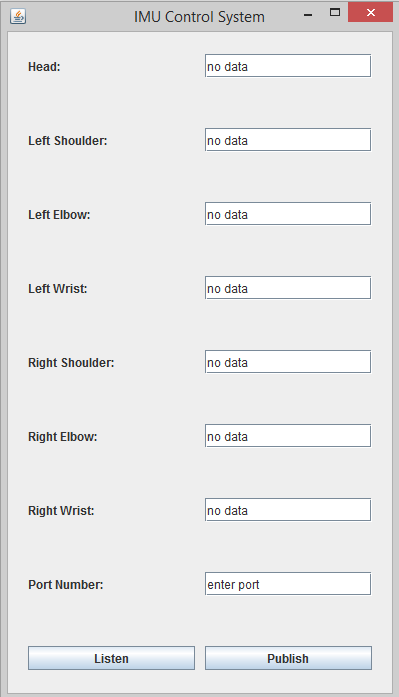 IMU Control System
Head: no data
Left Shoulder: no data
Left Elbow: no data
Left Wrist: no data
Right Shoulder: no data
Right Elbow: no data
Right Wrist: no data
Port Number: enter port
Listen Publish